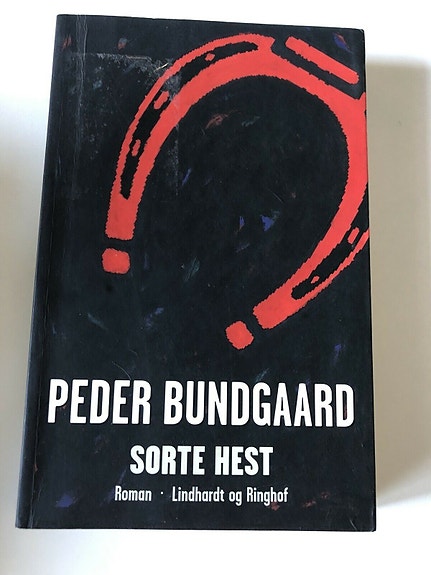 PEDER BUNDGAARD
SORTE HEST
Roman · Lindhardt og Ringhof